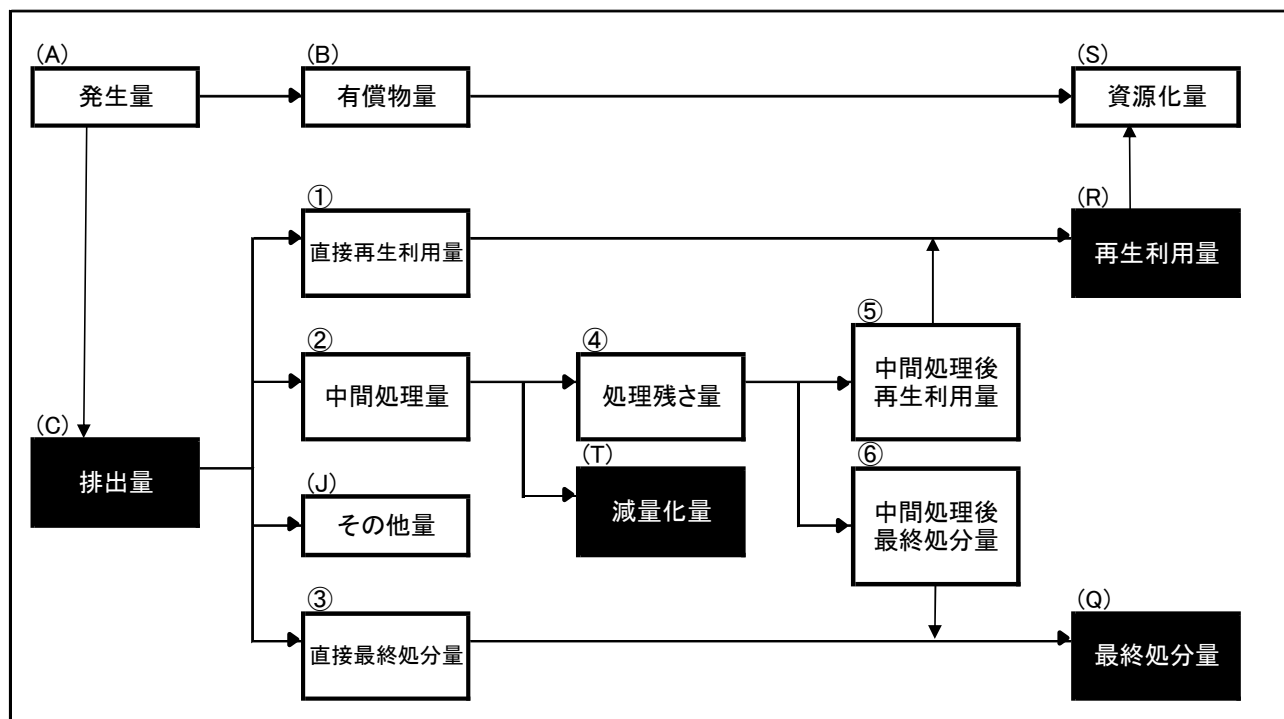 (A)
発生量
(B)
有償物量
(S)
資源化量
①
直接再生利用量
(R)
再生利用量
②
中間処理量
④
処理残さ量
⑤
中間処理後
再生利用量
(C)
排出量
(J)
その他量
(T)
減量化量
⑥
中間処理後
最終処分量
③
直接最終処分量
(Q)
最終処分量